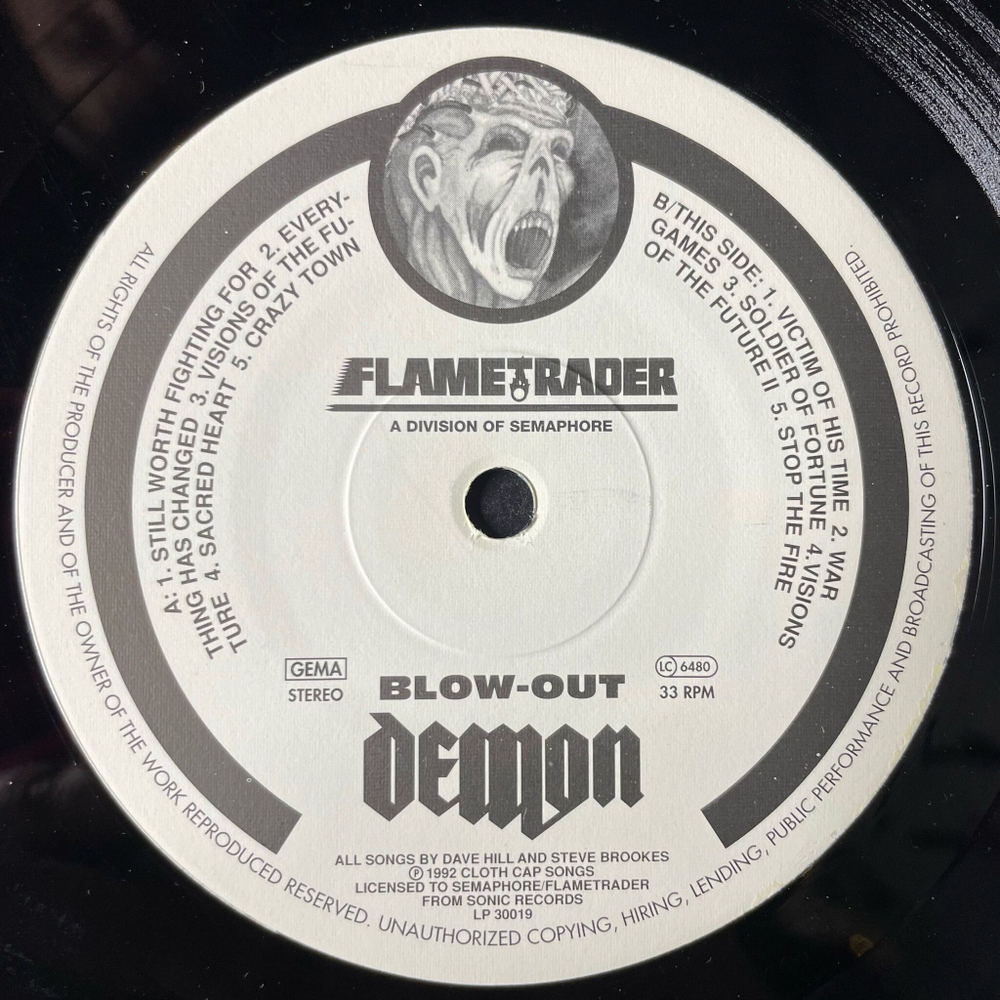 A: 1. STILL WORTH FIGHTING FOR 2. EVERY-
THING HAS CHANGED 3. VISIONS OF THE FU-
TURE 4. SACRED HEART 5. CRAZY TOWN
B/THIS SIDE: 1. VICTIM OF HIS TIME 2. WAR
GAMES 3. SOLDIER OF FORTUNE 4.VISIONS
OF THE FUTURE II 5. STOP THE FIRE
FLAMETRADER
A DIVISION OF SEMAPHORE
GEMA
STEREO
BLOW-OUT
LC 6480
33 RPM
DEMON
ALL SONGS BY DAVE HILL AND STEVE BROOKES
Ⓟ 1992 CLOTH CAP SONGS
LICENSED TO SEMAPHORE/FLAMETRADER
FROM SONIC RECORDS
LP 30019
ALL RIGHTS OF THE PRODUCER AND OF THE OWNER OF THE WORK REPRODUCED RESERVED. UNAUTHORIZED COPYING, HIRING, LENDING, PUBLIC PERFORMANCE AND BROADCASTING OF THIS RECORD PROHIBITED.